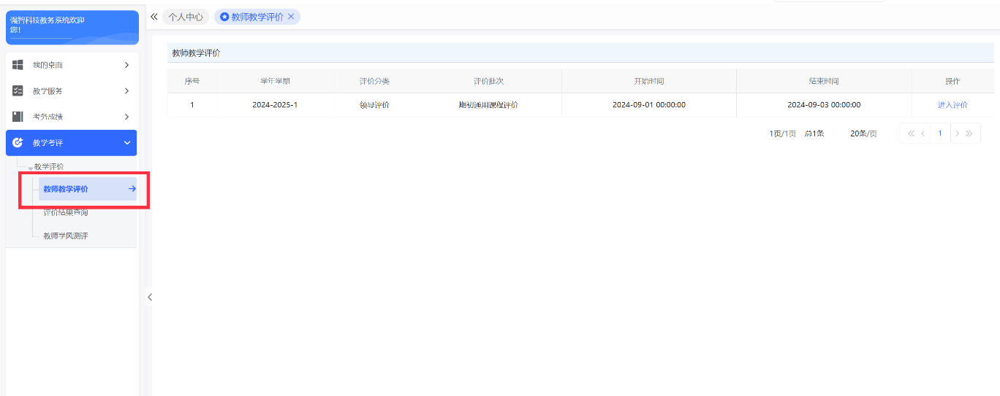 强智科技教务系统欢迎
您！
个人中心
教师教学评价
我的桌面
教学服务
考务成绩
教学考评
教学评价
教师教学评价
评价结果查询
教师学风测评
教师教学评价
序号 学年学期 评价分类 评价批次 开始时间 结束时间 操作
1 2024-2025-1 领导评价 期初通用课程评价 2024-09-01 00:00:00 2024-09-03 00:00:00 进入评价
1页/1页 总1条 20条/页 1